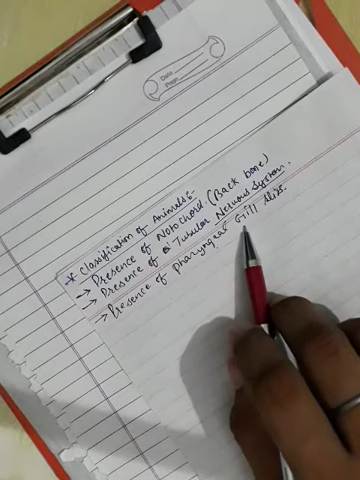 Date
Page
* Classification of Animals :-
→ Presence of Notochord. (Back bone)
→ Presence of Tubular Nervous System.
→ Presence of pharyngeal Gill slits.